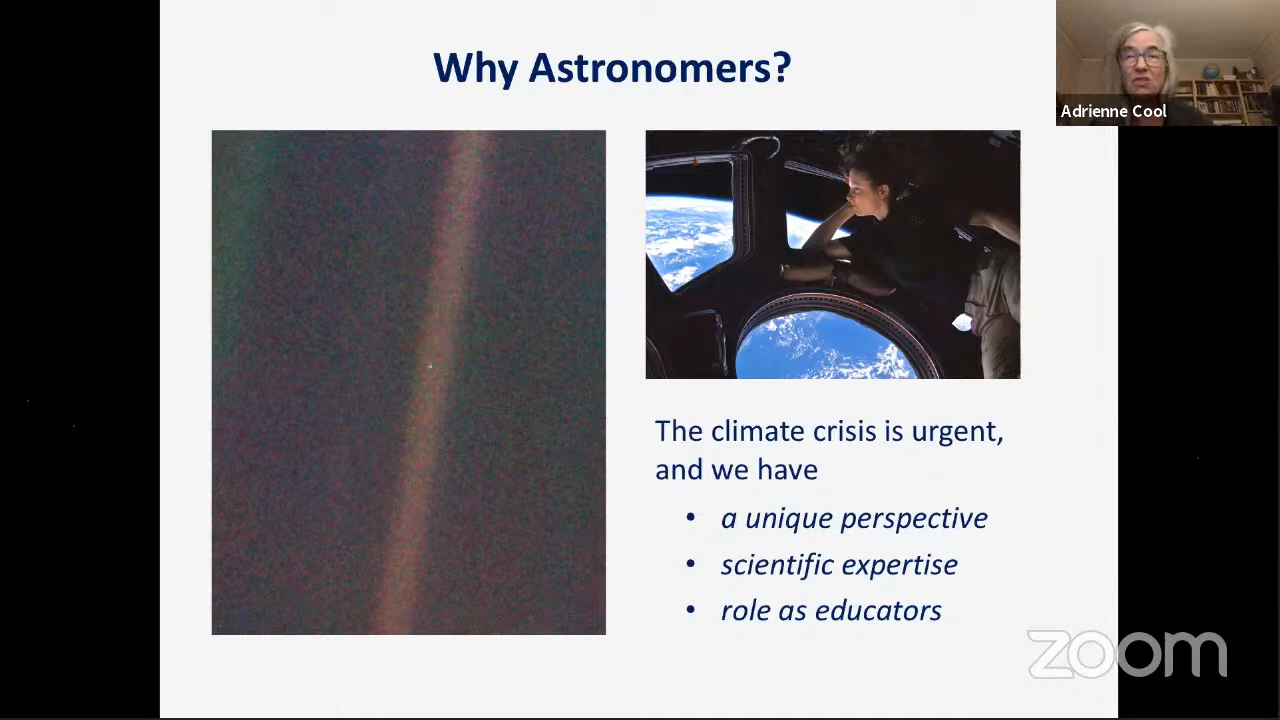 Why Astronomers?
Adrienne Cool
The climate crisis is urgent,
and we have
• a unique perspective
• scientific expertise
• role as educators
zoom